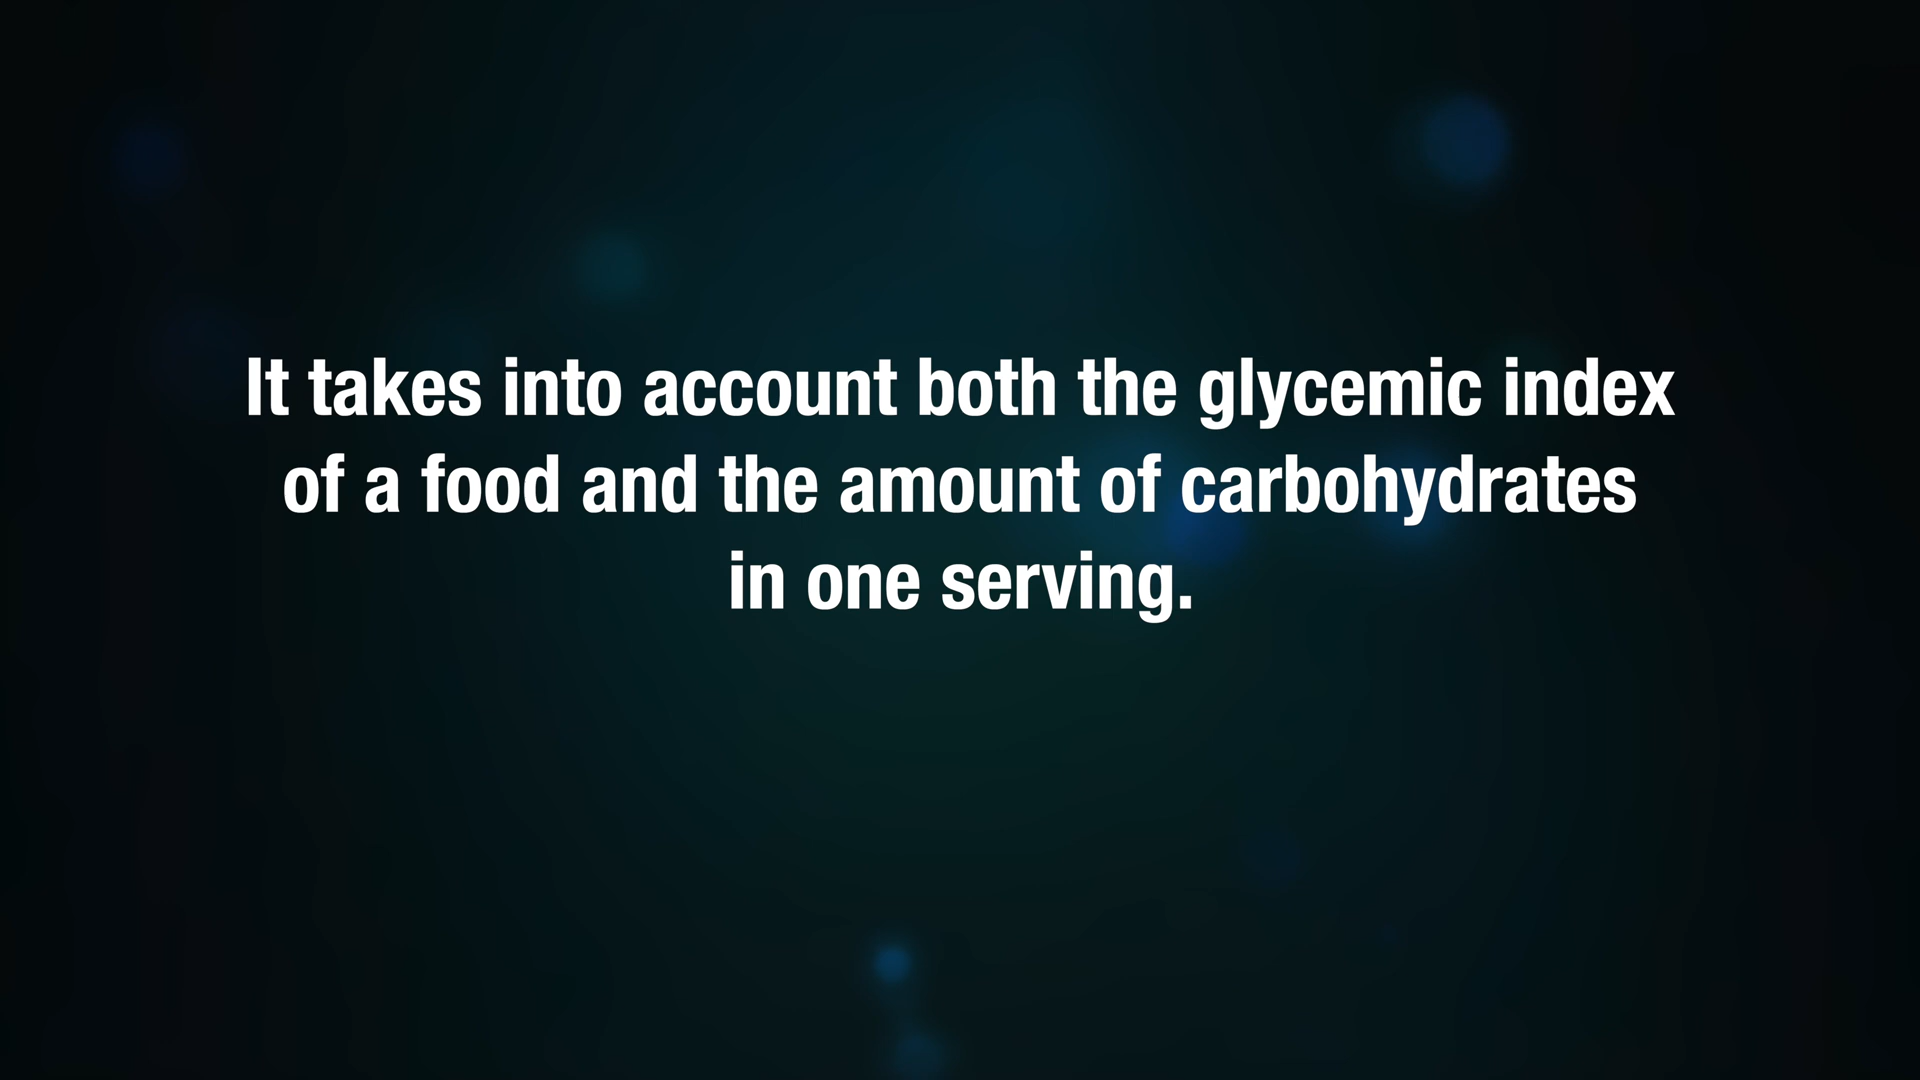 It takes into account both the glycemic index
of a food and the amount of carbohydrates
in one serving.